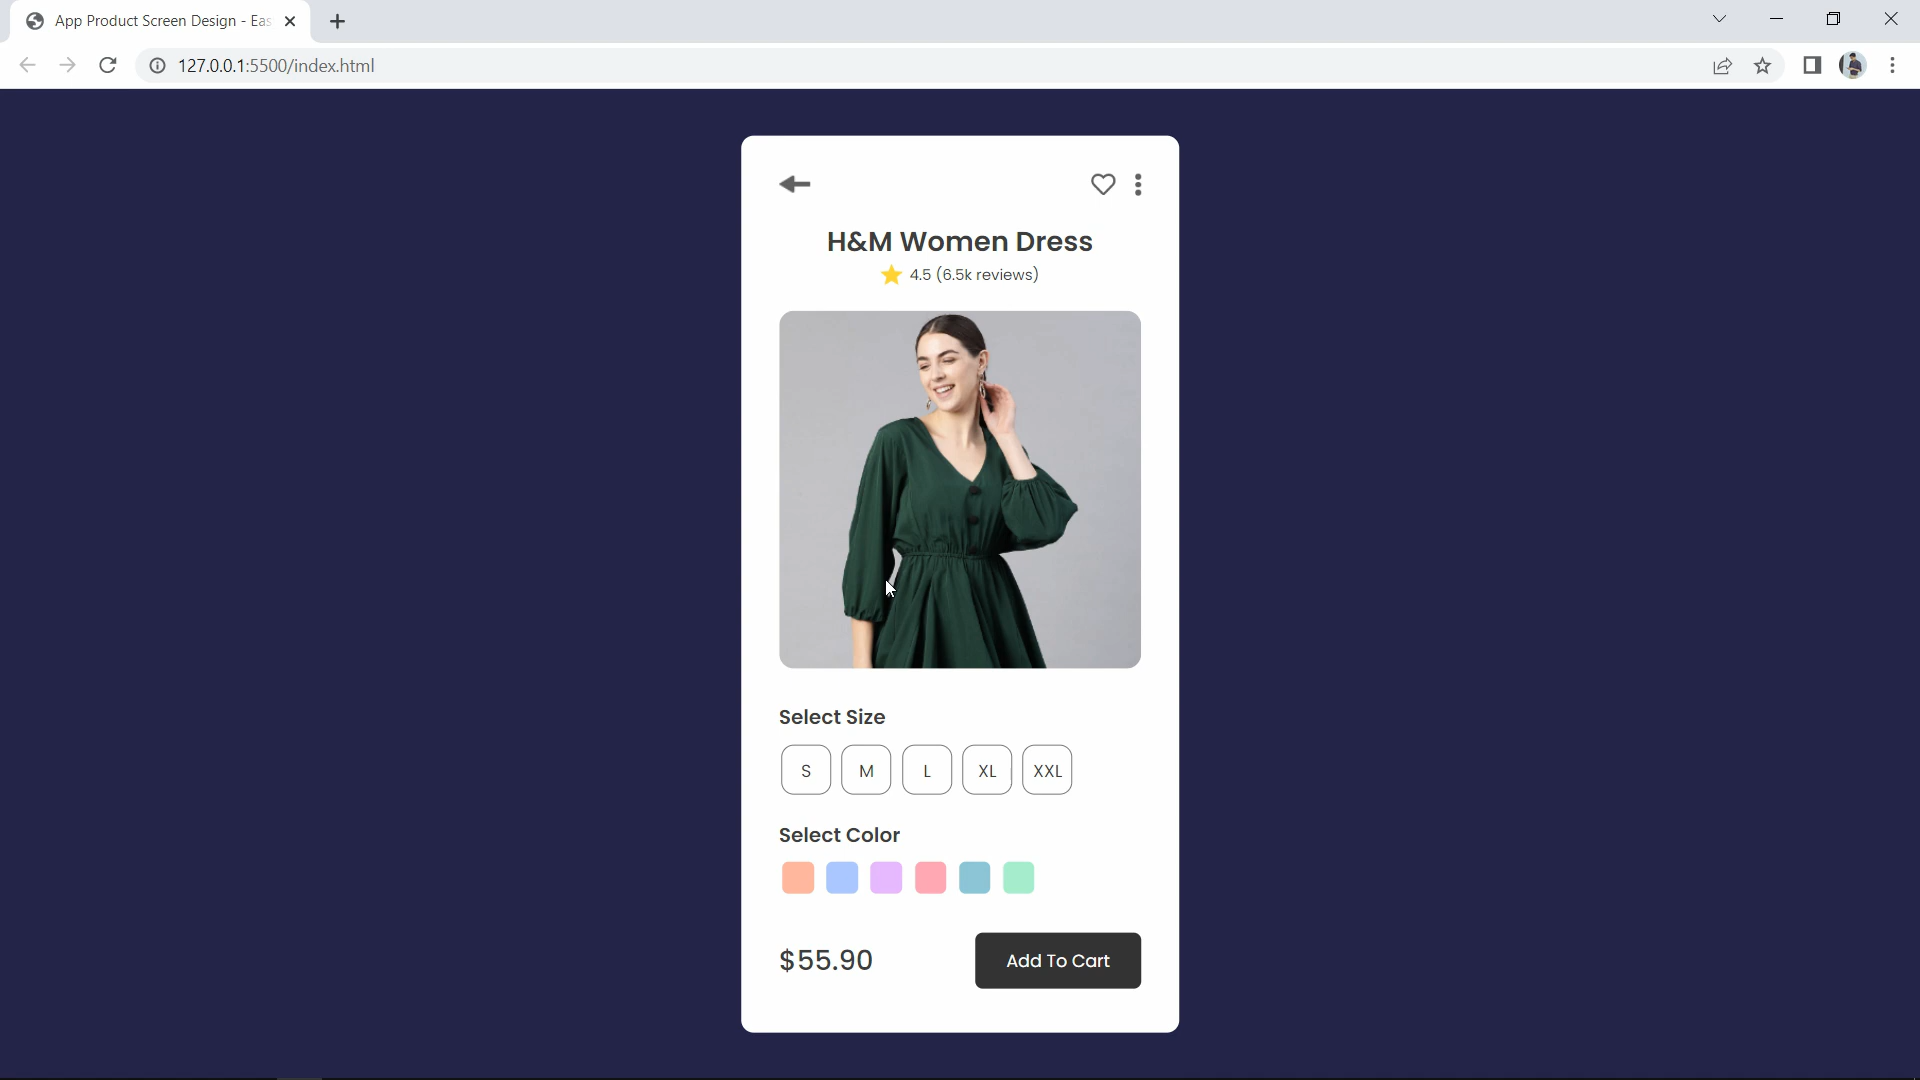 App Product Screen Design - Eas
127.0.0.1:5500/index.html
H&M Women Dress
4.5 (6.5k reviews)
Select Size
S M L XL XXL
Select Color
$55.90 Add To Cart